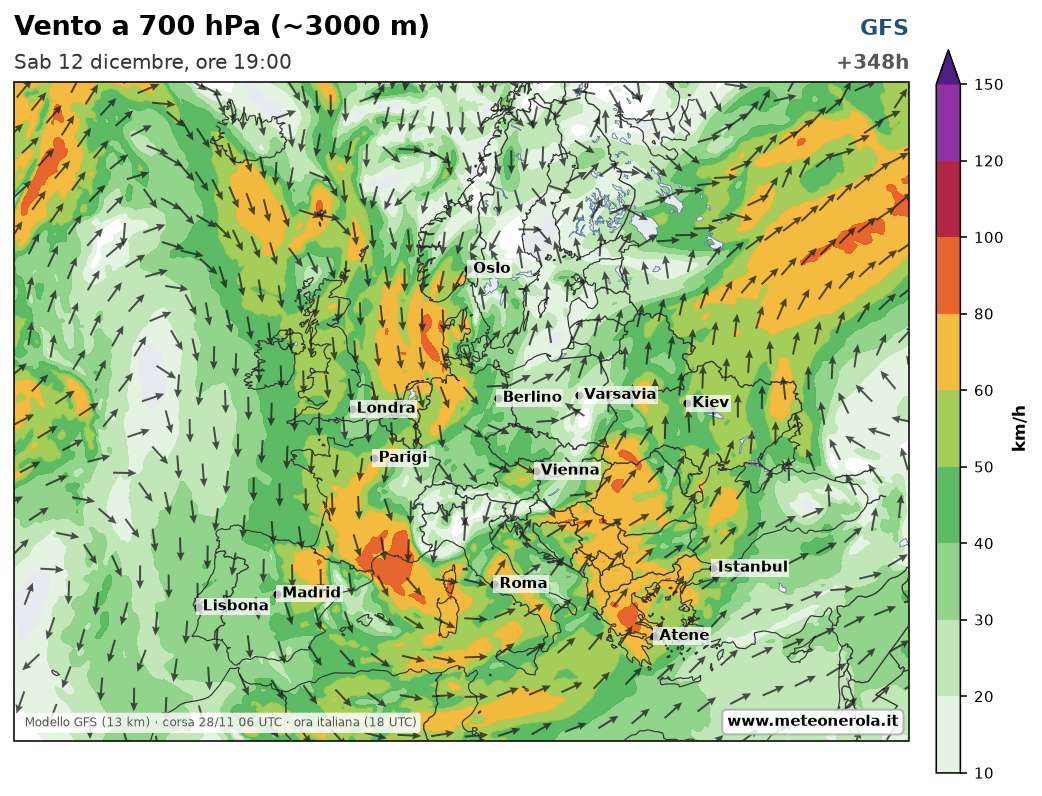 Vento a 700 hPa (~3000 m)
GFS
Sab 12 dicembre, ore 19:00
+348h
150
120
100
80
60
50
40
30
20
10
km/h
Oslo
Berlino
Varsavia
Kiev
Londra
Parigi
Vienna
Istanbul
Roma
Madrid
Lisbona
Atene
Modello GFS (13 km) · corsa 28/11 06 UTC · ora italiana (18 UTC)
www.meteonerola.it